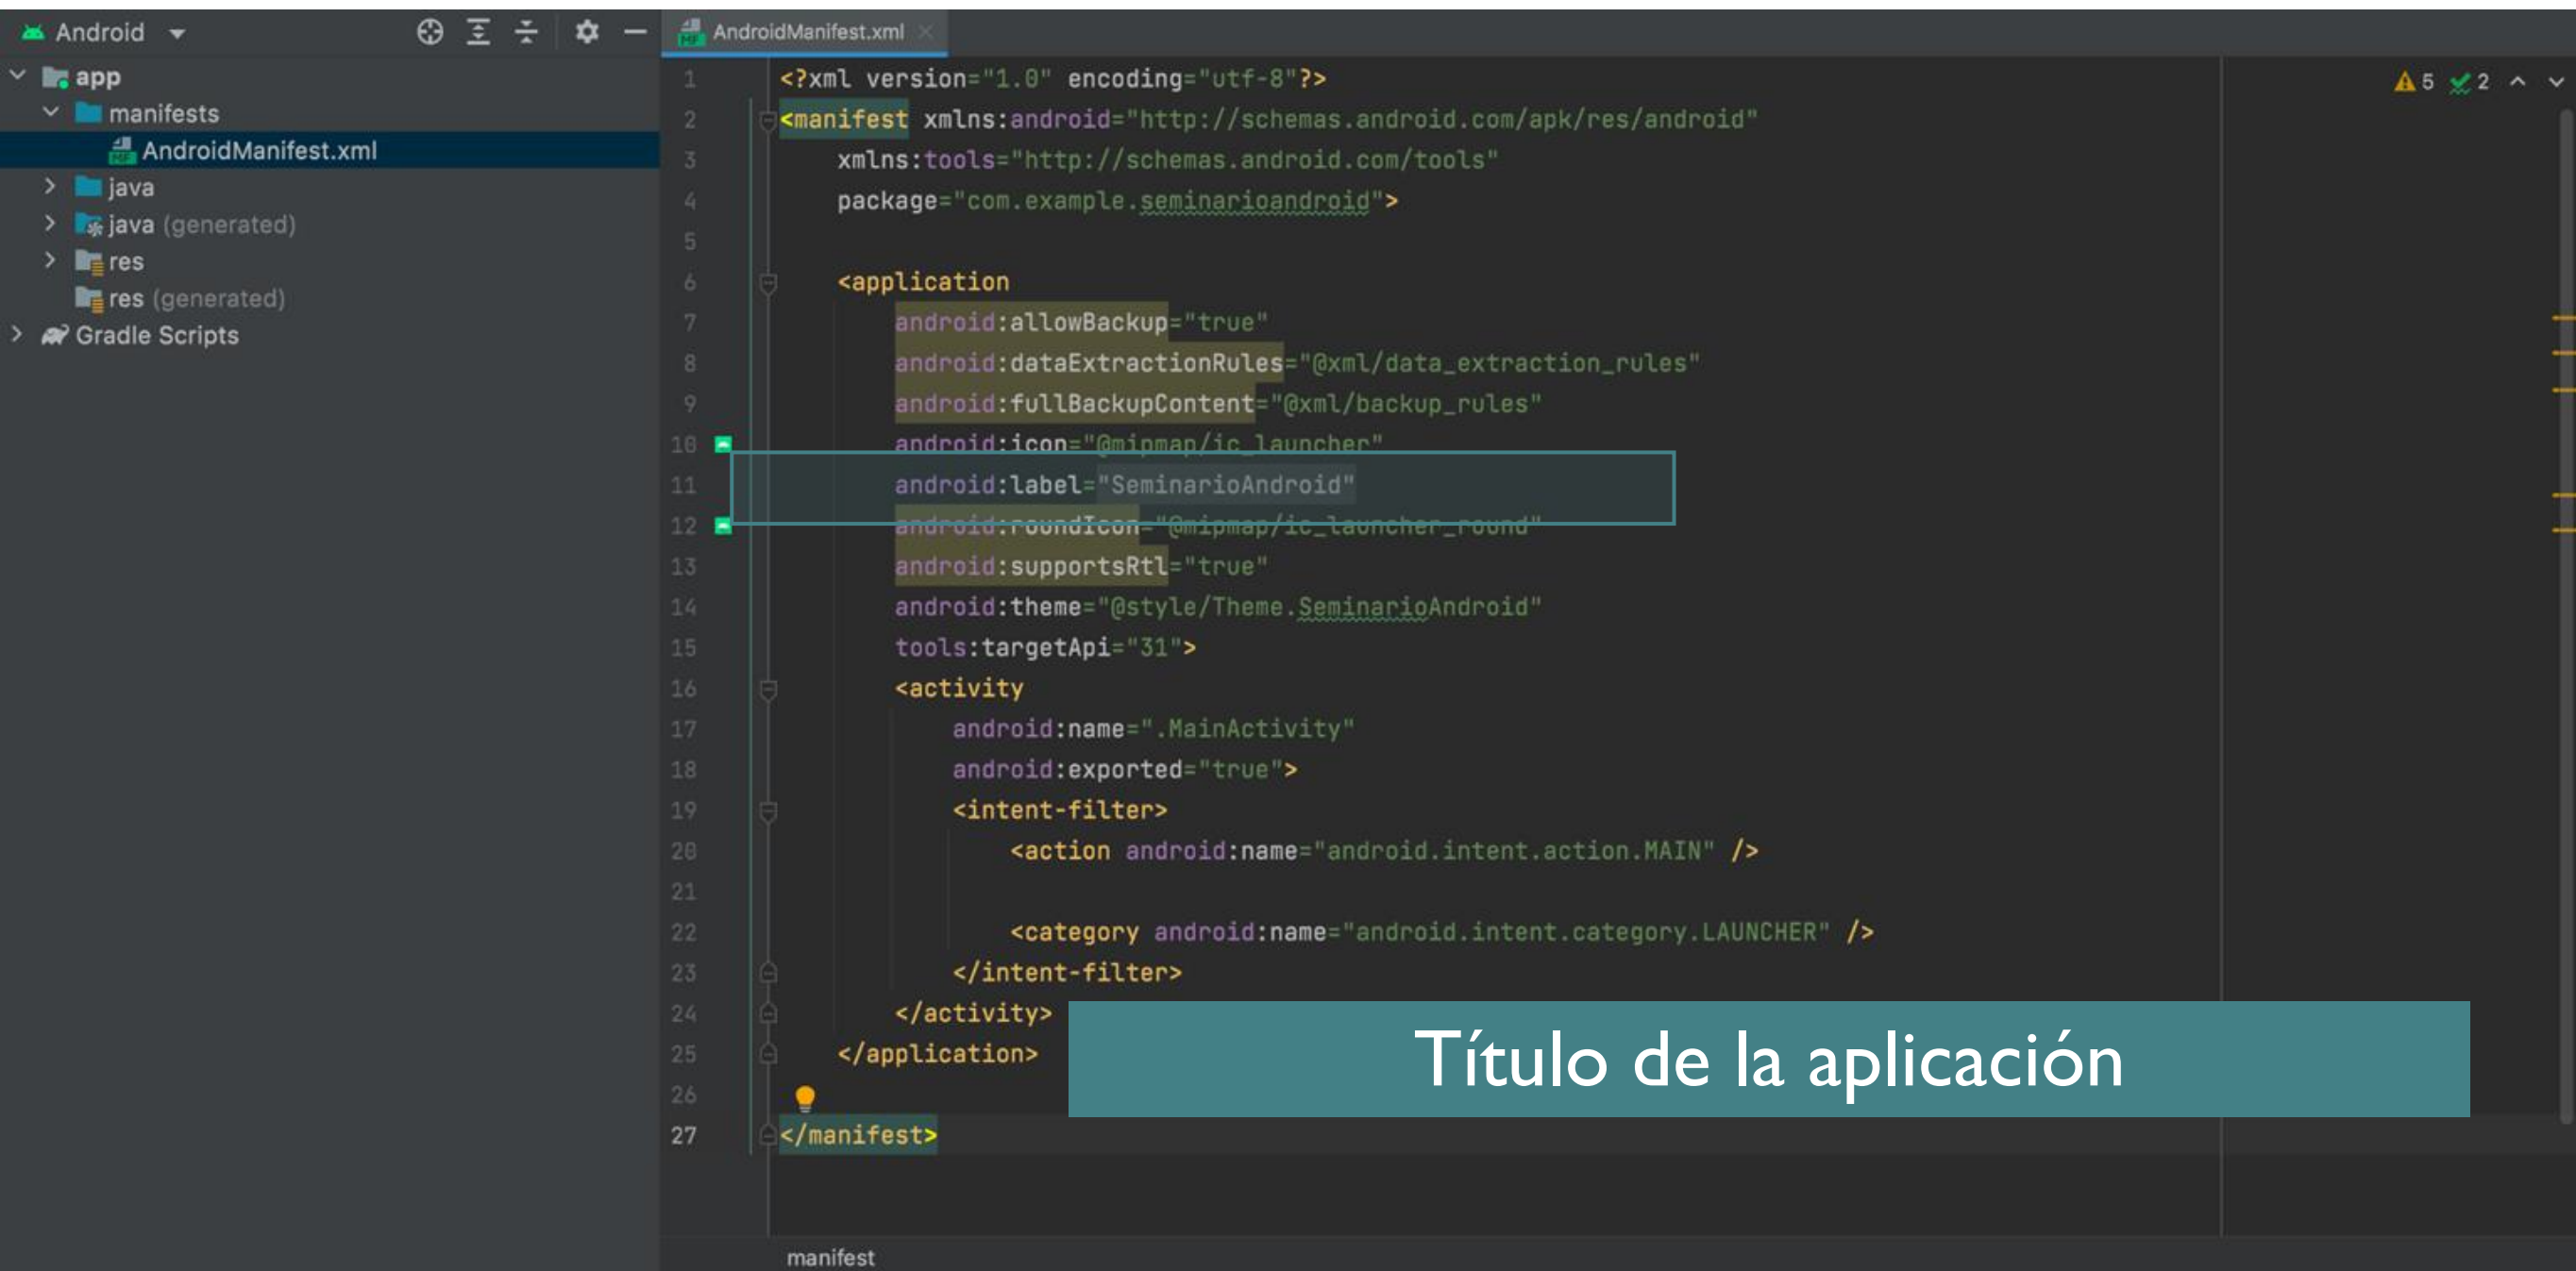 Android
app
manifests
AndroidManifest.xml
java
java (generated)
res
res (generated)
Gradle Scripts
AndroidManifest.xml
5 2
1 <?xml version="1.0" encoding="utf-8"?>
2 <manifest xmlns:android="http://schemas.android.com/apk/res/android"
3 xmlns:tools="http://schemas.android.com/tools"
4 package="com.example.seminarioandroid">
5
6 <application
7 android:allowBackup="true"
8 android:dataExtractionRules="@xml/data_extraction_rules"
9 android:fullBackupContent="@xml/backup_rules"
10 android:icon="@mipmap/ic_launcher"
11 android:label="SeminarioAndroid"
12 android:roundIcon="@mipmap/ic_launcher_round"
13 android:supportsRtl="true"
14 android:theme="@style/Theme.SeminarioAndroid"
15 tools:targetApi="31">
16 <activity
17 android:name=".MainActivity"
18 android:exported="true">
19 <intent-filter>
20 <action android:name="android.intent.action.MAIN" />
21
22 <category android:name="android.intent.category.LAUNCHER" />
23 </intent-filter>
24 </activity>
25 </application>
26
27 </manifest>
Título de la aplicación
manifest